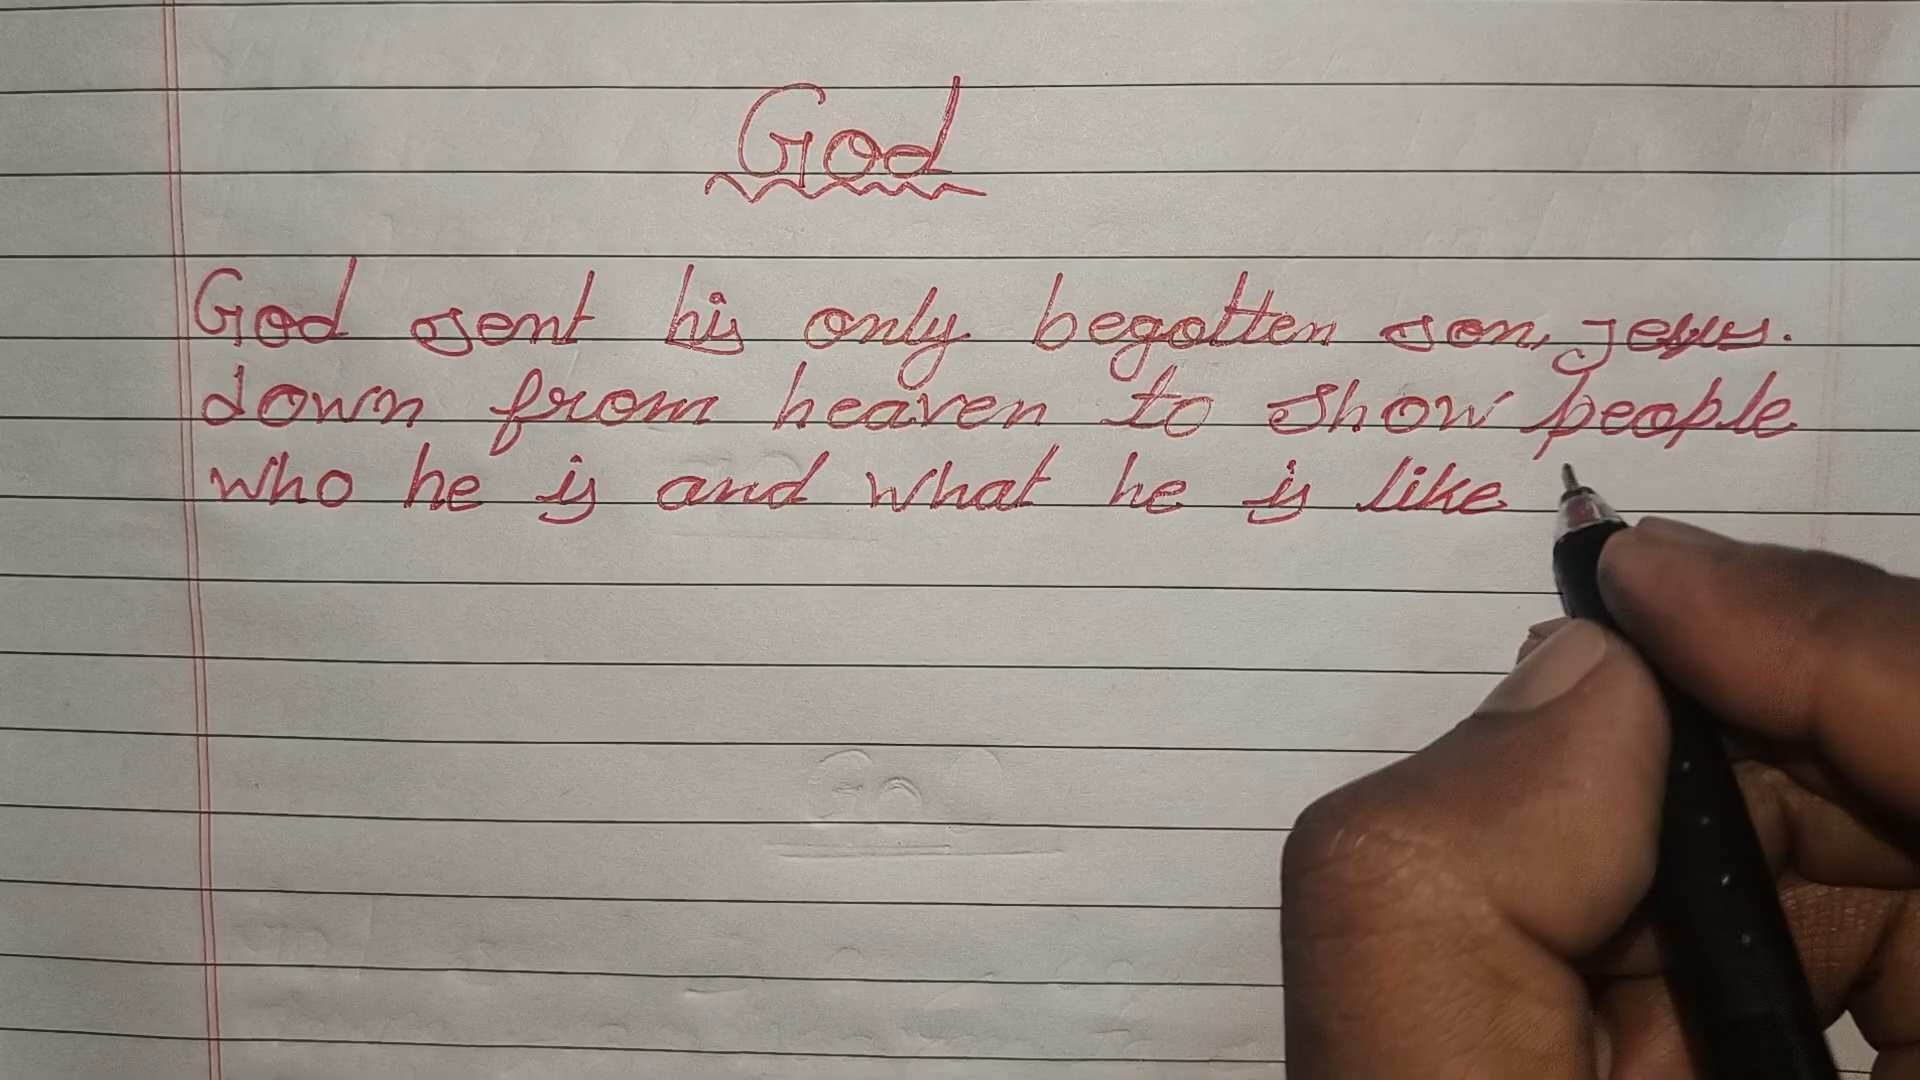 God
God sent his only begotten son, Jesus.
down from heaven to show people
who he is and what he is like